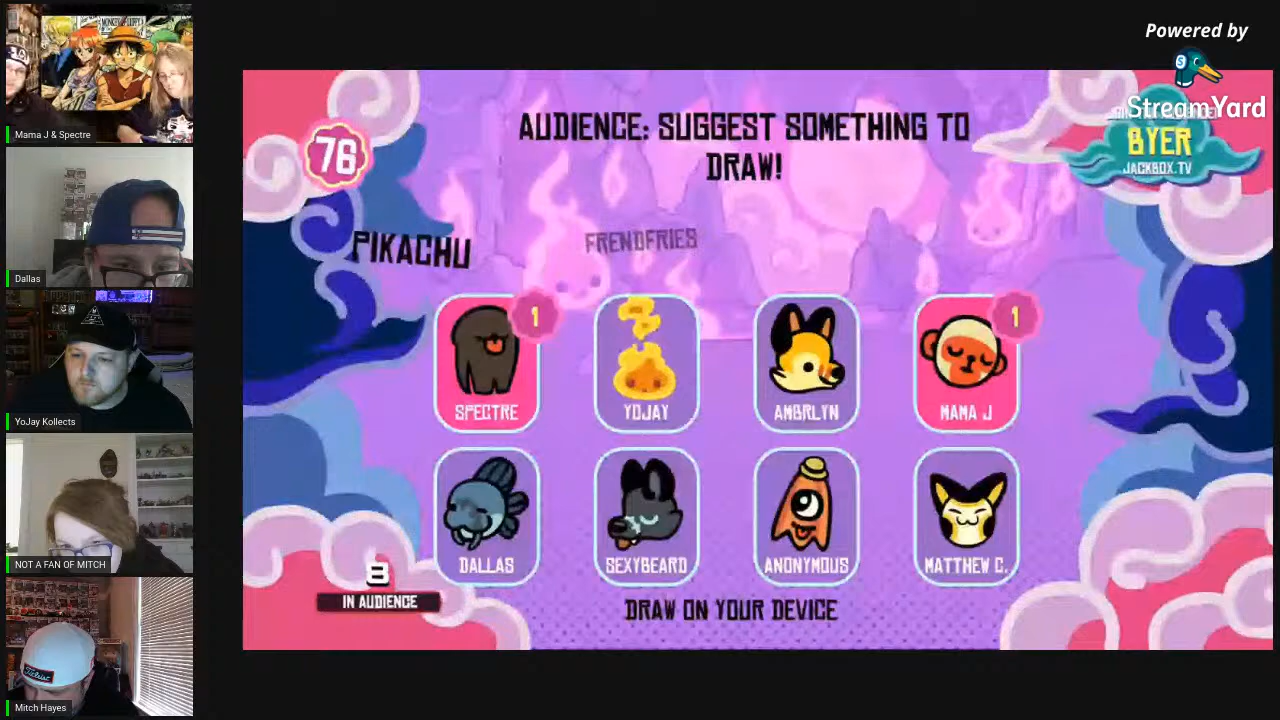 Mama J & Spectre
Dallas
YoJay Kollects
NOT A FAN OF MITCH
Mitch Hayes
Powered by
StreamYard
BYER
JACKBOX.TV
76
AUDIENCE: SUGGEST SOMETHING TO
DRAW!
PIKACHU
FRENDFRIES
1
1
SPECTRE
YOJAY
AMBRLYN
MAMA J
DALLAS
SEXYBEARD
ANONYMOUS
MATTHEW C.
8
IN AUDIENCE
DRAW ON YOUR DEVICE